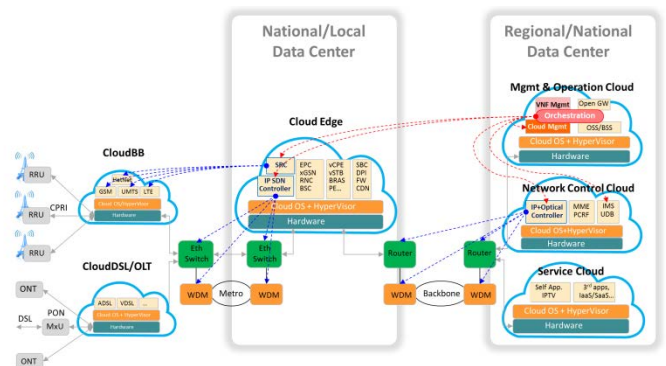 National/Local
Data Center
Regional/National
Data Center
Mgmt & Operation Cloud
VNF Mgmt
Open GW
Orchestration
Cloud Mgmt
OSS/BSS
Cloud OS + HyperVisor
Hardware
Cloud Edge
SRC
IP SDN
Controller
EPC
xGSN
RNC
BSC
vCPE
vSTB
BRAS
PE...
SBC
DPI
FW
CDN
Cloud OS + HyperVisor
Hardware
CloudBB
HetNet
GSM
UMTS
LTE
Cloud OS/HyperVisor
Hardware
RRU
CPRI
RRU
RRU
Network Control Cloud
IP+Optical
Controller
MME
PCRF
IMS
UDB
Cloud OS+HyperVisor
Hardware
Eth
Switch
Eth
Switch
Router
Router
WDM
Metro
WDM
WDM
Backbone
WDM
CloudDSL/OLT
ADSL
VDSL
...
Cloud OS + HyperVisor
Hardware
ONT
DSL
PON
MxU
ONT
Service Cloud
Self App.
IPTV
3rd apps,
IaaS/SaaS...
Cloud OS + HyperVisor
Hardware